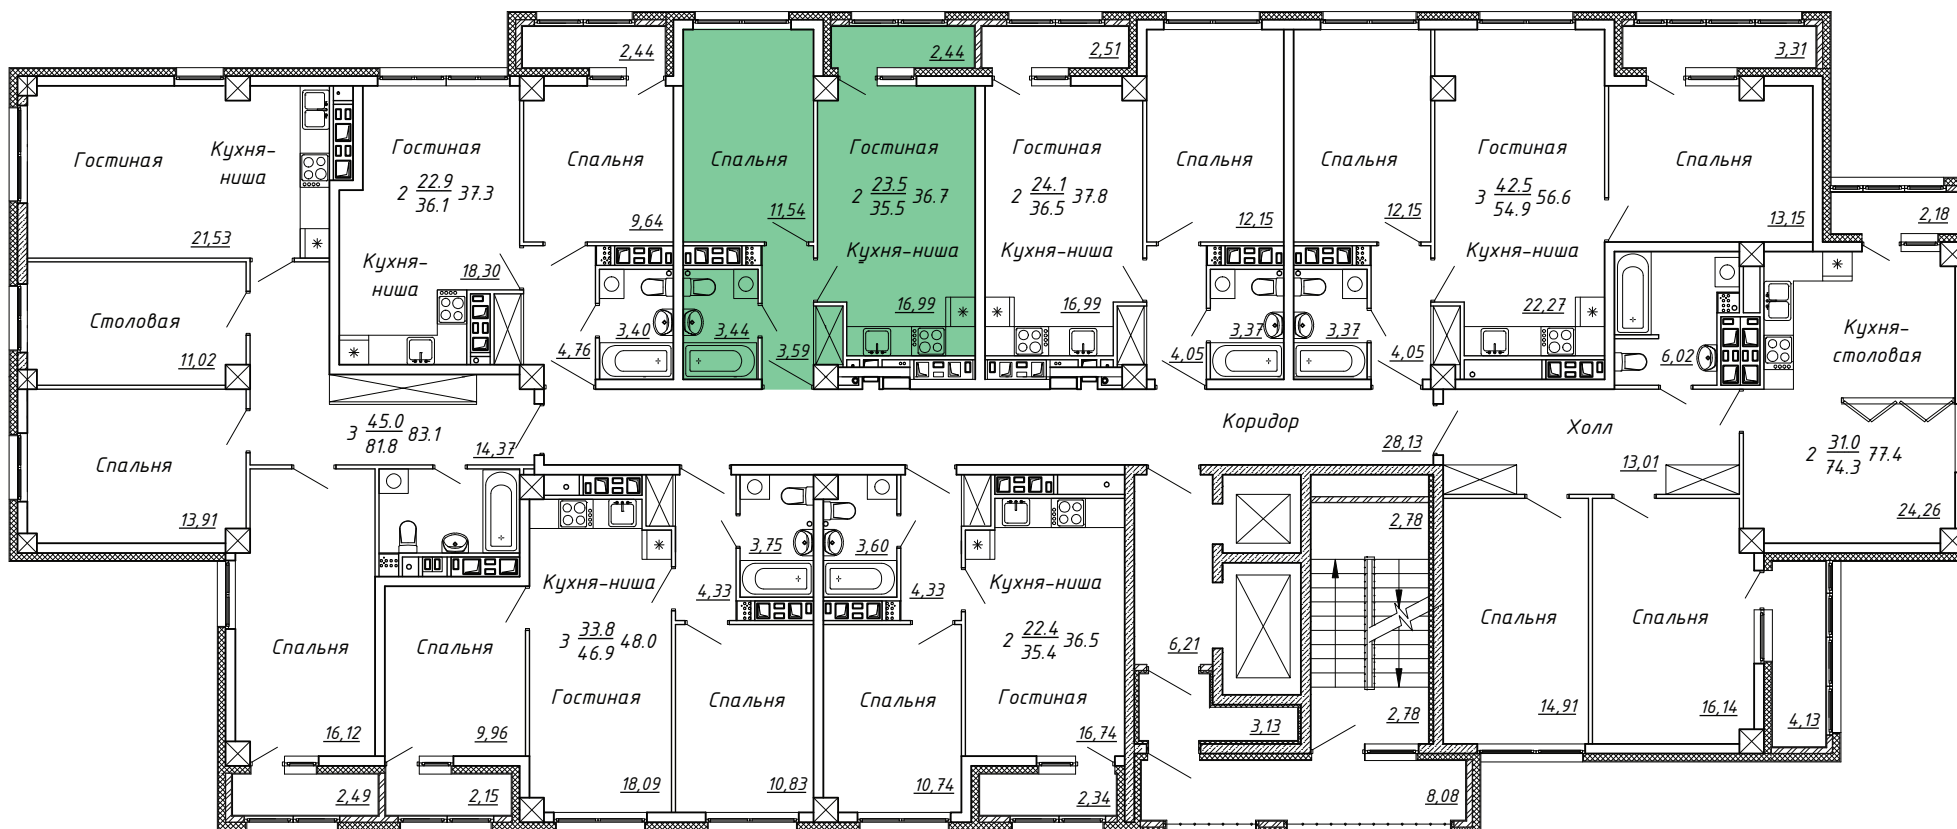 2,44
2,44
2,51
3,31
Гостиная
Кухня-
ниша
21,53
Гостиная
2 22.9 37.3
36.1
Кухня-
ниша
18,30
Спальня
9,64
Спальня
11,54
Гостиная
2 23.5 36.7
35.5
Кухня-ниша
16,99
Гостиная
2 24.1 37.8
36.5
Кухня-ниша
16,99
Спальня
12,15
Спальня
12,15
Гостиная
3 42.5 56.6
54.9
Кухня-ниша
22,27
Спальня
13,15
2,18
Столовая
11,02
4,76
3,40
3,44
3,59
4,05
3,37
3,37
4,05
6,02
Кухня-
столовая
3 45.0 83.1
81.8
14,37
Коридор
28,13
Холл
13,01
2 31.0 77.4
74.3
24,26
Спальня
13,91
Спальня
16,12
Спальня
9,96
Кухня-ниша
3 33.8 48.0
46.9
Гостиная
18,09
4,33
3,75
3,60
4,33
Спальня
10,83
Спальня
10,74
Кухня-ниша
2 22.4 36.5
35.4
Гостиная
16,74
6,21
3,13
2,78
2,78
Спальня
14,91
Спальня
16,14
4,13
2,49
2,15
2,34
8,08